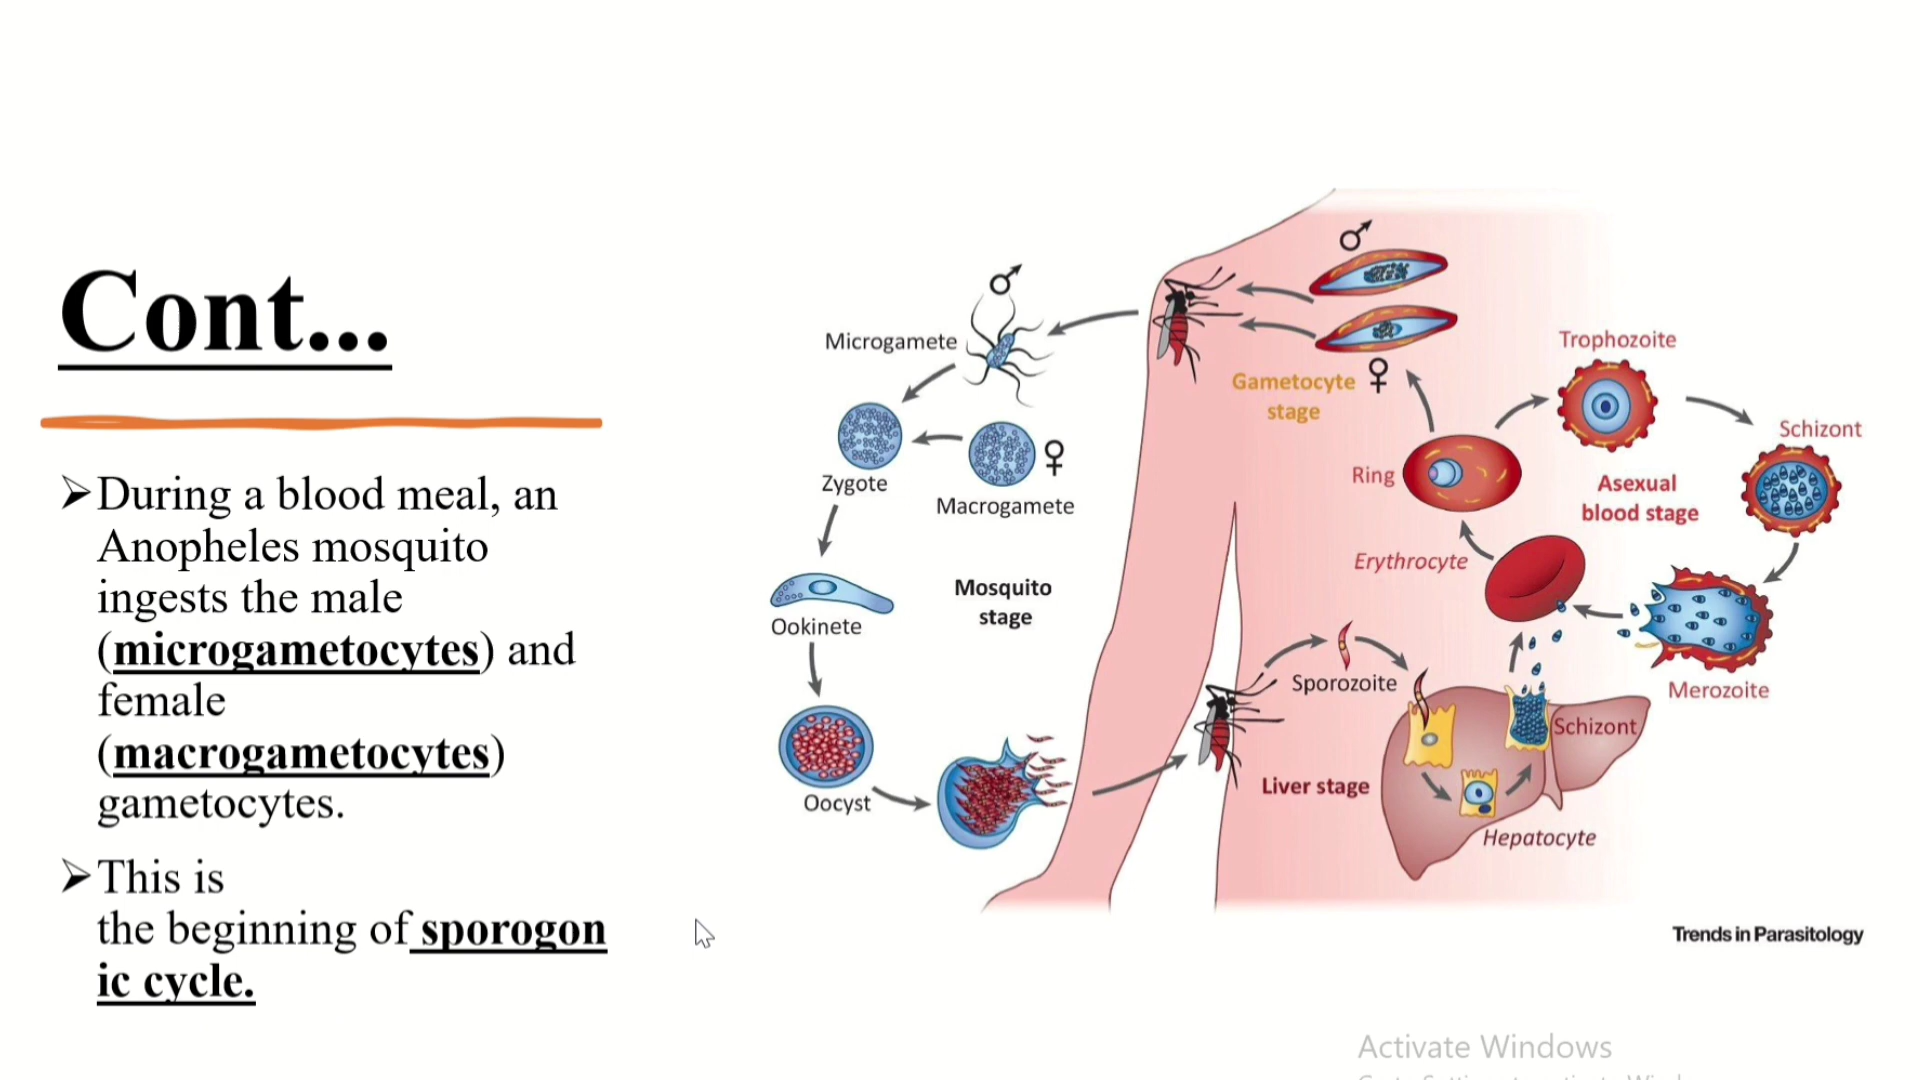 Cont...
➤During a blood meal, an
Anopheles mosquito
ingests the male
(microgametocytes) and
female
(macrogametocytes)
gametocytes.
➤This is
the beginning of sporogon
ic cycle.
♂
♂
Microgamete
Trophozoite
Gametocyte ♀
stage
Schizont
♀
Ring
Zygote
Asexual
blood stage
Macrogamete
Erythrocyte
Mosquito
stage
Ookinete
Sporozoite
Merozoite
Schizont
Liver stage
Oocyst
Hepatocyte
Trends in Parasitology
Activate Windows